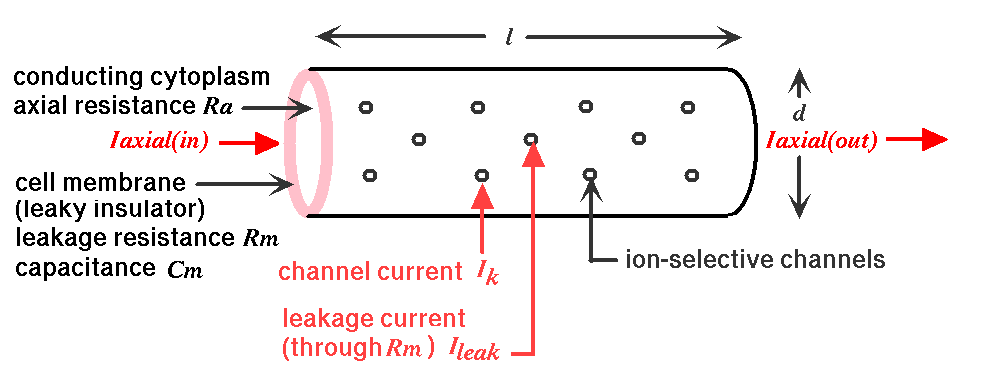 l
conducting cytoplasm
axial resistance Ra
d
Iaxial(in)
Iaxial(out)
cell membrane
(leaky insulator)
leakage resistance Rm
capacitance Cm
channel current Ik
ion-selective channels
leakage current
(through Rm ) Ileak